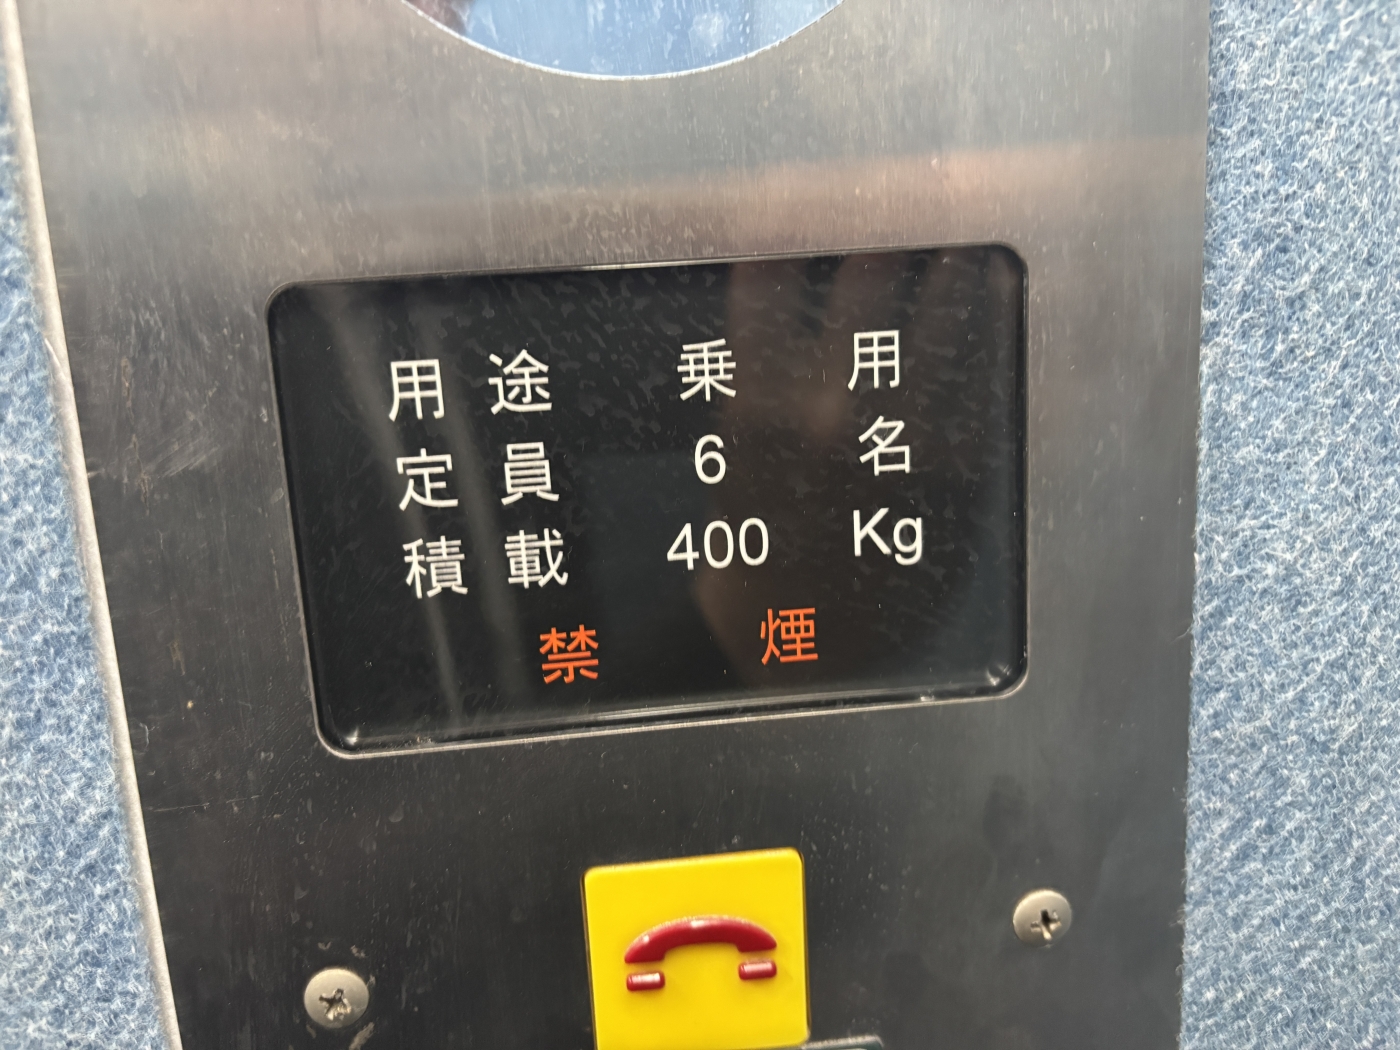 用途 乗用
定員 6 名
積載 400 Kg
禁煙